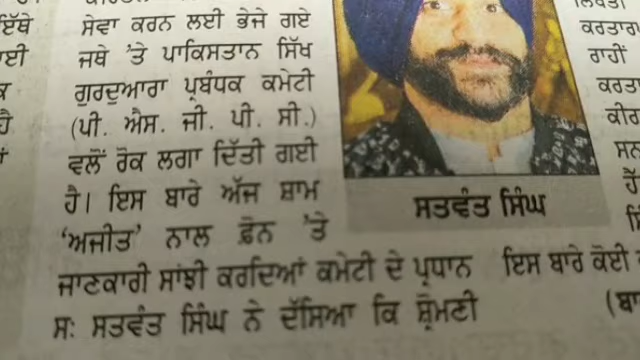 ਸੇਵਾ ਕਰਨ ਲਈ ਭੇਜੇ ਗਏ
ਜਥੇ 'ਤੇ ਪਾਕਿਸਤਾਨ ਸਿੱਖ
ਗੁਰਦੁਆਰਾ ਪ੍ਰਬੰਧਕ ਕਮੇਟੀ
(ਪੀ. ਐਸ. ਜੀ. ਪੀ. ਸੀ.)
ਵਲੋਂ ਰੋਕ ਲਗਾ ਦਿੱਤੀ ਗਈ
ਹੈ। ਇਸ ਬਾਰੇ ਅੱਜ ਸ਼ਾਮ
'ਅਜੀਤ' ਨਾਲ ਫ਼ੋਨ 'ਤੇ
ਜਾਣਕਾਰੀ ਸਾਂਝੀ ਕਰਦਿਆਂ ਕਮੇਟੀ ਦੇ ਪ੍ਰਧਾਨ
ਸ: ਸਤਵੰਤ ਸਿੰਘ ਨੇ ਦੱਸਿਆ ਕਿ ਸ਼੍ਰੋਮਣੀ
ਸਤਵੰਤ ਸਿੰਘ
ਰਾਹੀਂ
ਇਸ ਬਾਰੇ ਕੋਈ